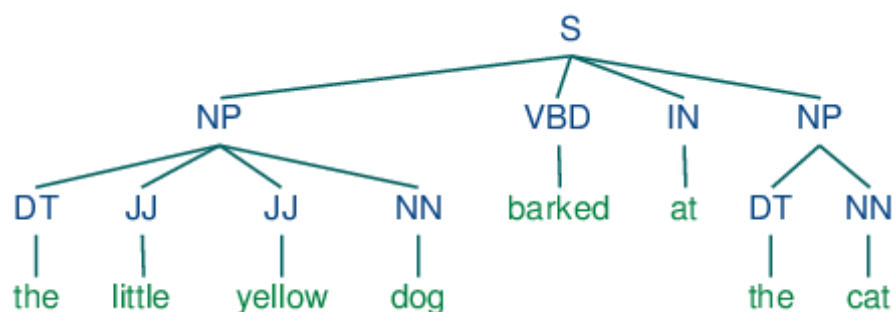 S
NP VBD IN NP
DT JJ JJ NN barked at DT NN
the little yellow dog the cat